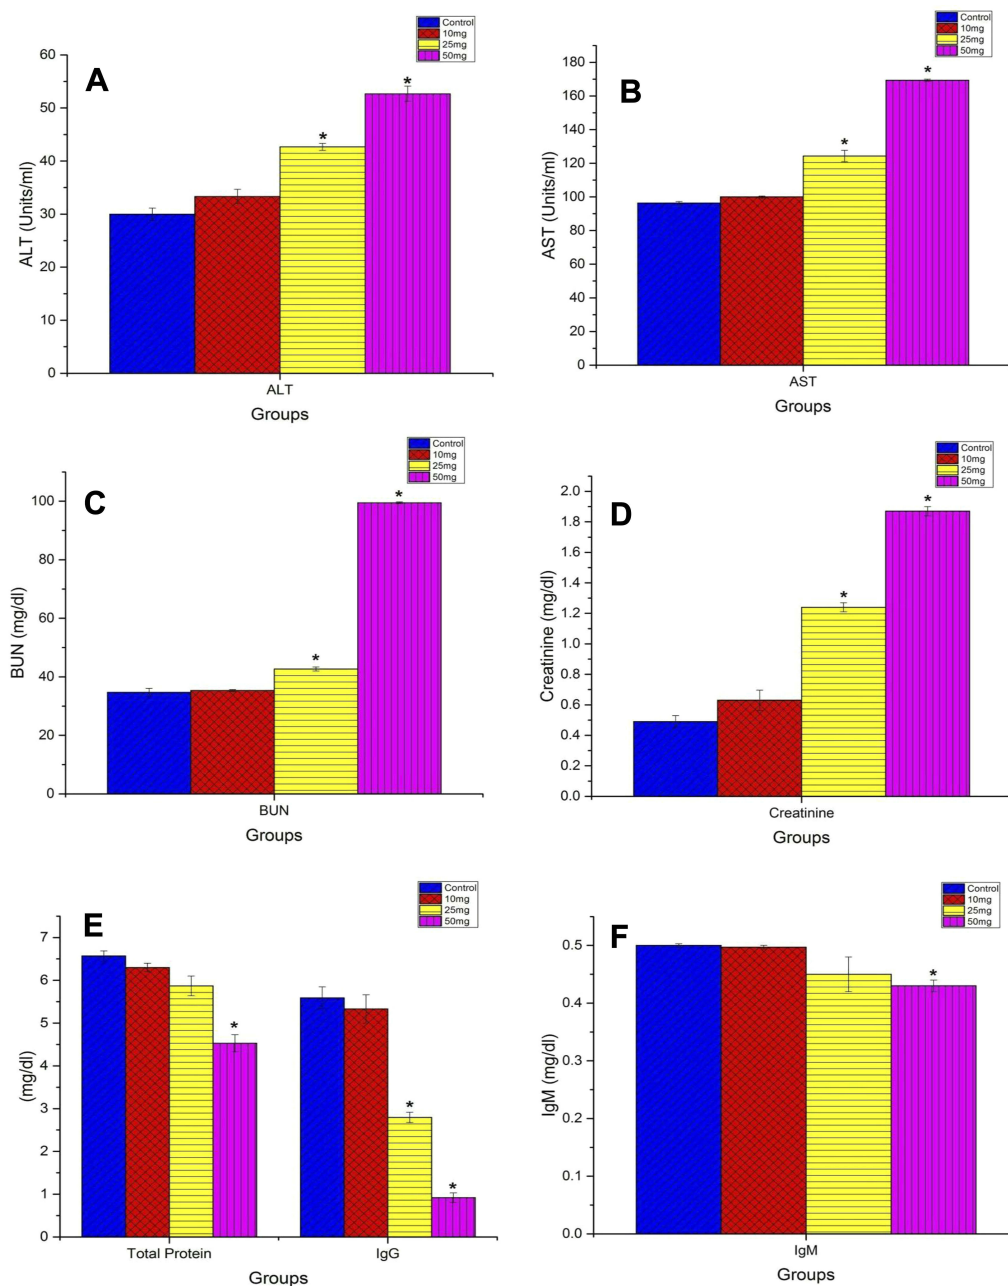 Control
10mg
25mg
50mg
A
60
50
40
30
20
10
0
ALT (Units/ml)
*
*
ALT
Groups
Control
10mg
25mg
50mg
B
180
160
140
120
100
80
60
40
20
0
AST (Units/ml)
*
*
AST
Groups
Control
10mg
25mg
50mg
C
100
80
60
40
20
0
BUN (mg/dl)
*
*
BUN
Groups
Control
10mg
25mg
50mg
D
2.0
1.8
1.6
1.4
1.2
1.0
0.8
0.6
0.4
0.2
0.0
Creatinine (mg/dl)
*
*
Creatinine
Groups
Control
10mg
25mg
50mg
E
7
6
5
4
3
2
1
0
(mg/dl)
*
*
*
Total Protein IgG
Groups
Control
10mg
25mg
50mg
F
0.5
0.4
0.3
0.2
0.1
0.0
IgM (mg/dl)
*
IgM
Groups